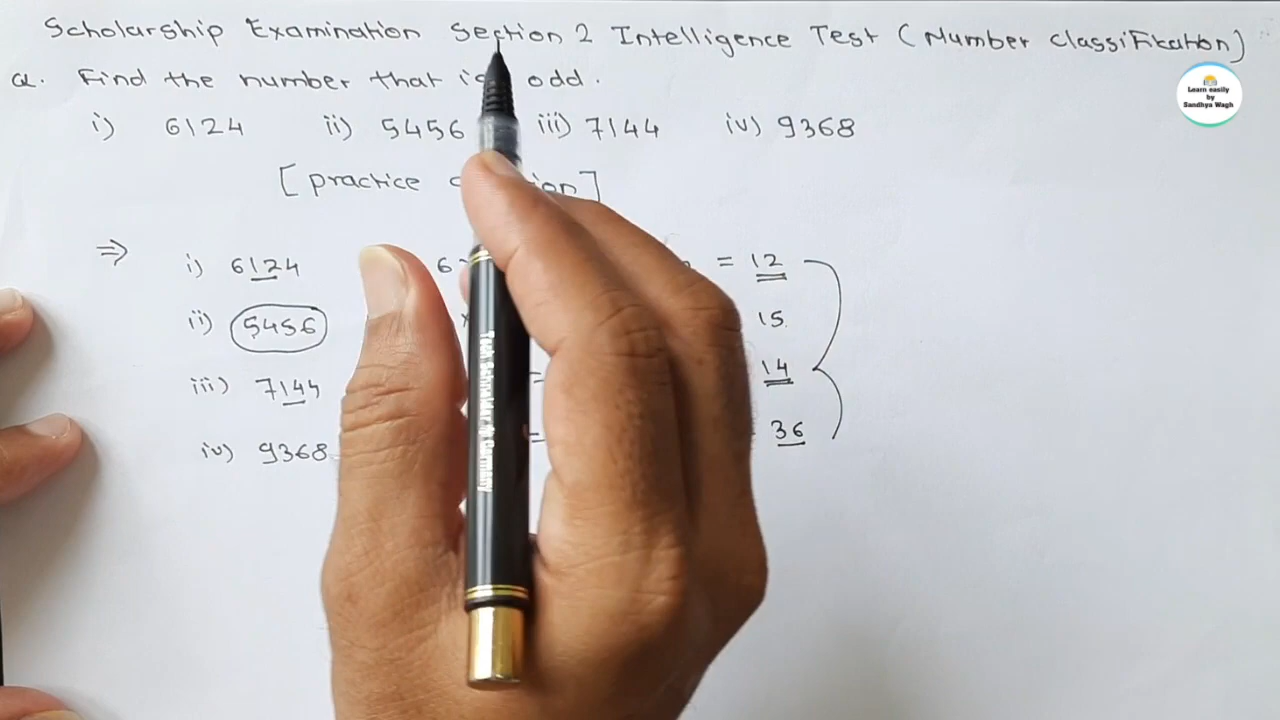 Scholarship Examination Section 2 Intelligence Test (Number classification)
Q. Find the number that odd.
i) 6124 ii) 5456 iii) 7144 iv) 9368
[practice
⇒ i) 6124 6 = 12
ii) 5456 15
iii) 7144 = 14
iv) 9368 = 36
Learn easily
by
Sandhya Wagh